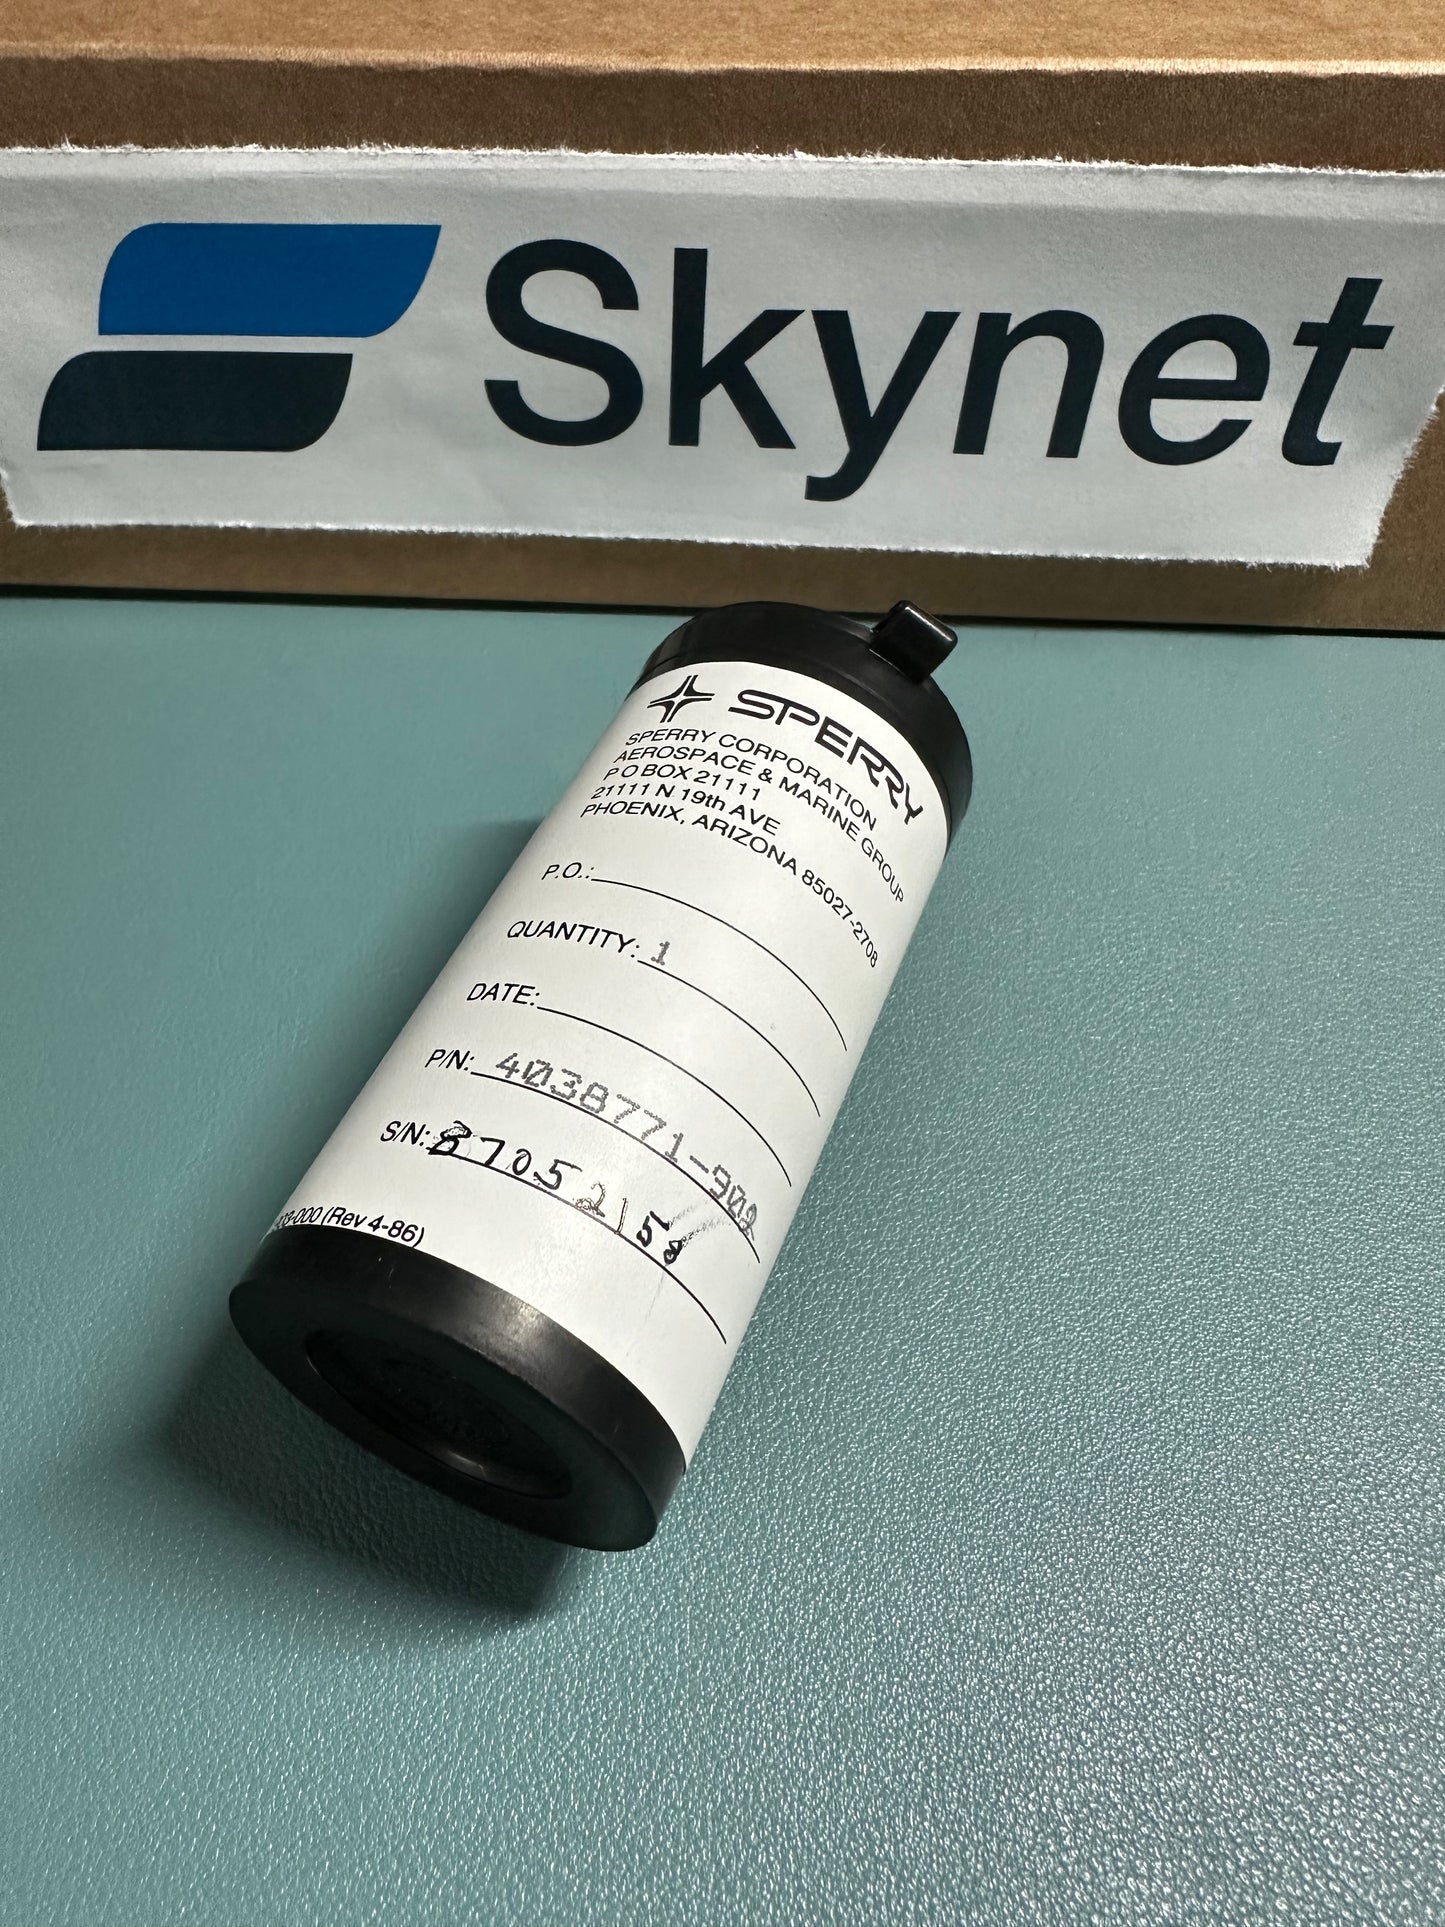 Skynet
SPERRY
SPERRY CORPORATION
AEROSPACE & MARINE GROUP
P O BOX 21111
21111 N 19th AVE
PHOENIX, ARIZONA 85027-2708
P.O.:
QUANTITY: 1
DATE:
P/N: 4038771-902
S/N: 87052158
(Rev 4-86)